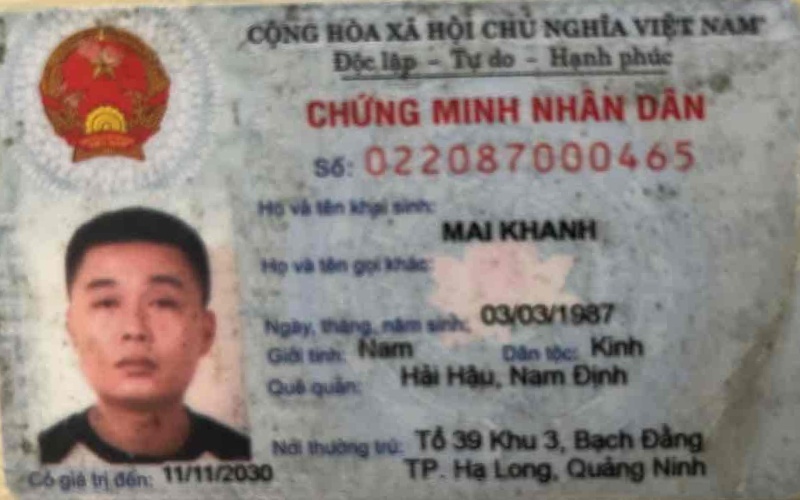 CỘNG HÒA XÃ HỘI CHỦ NGHĨA VIỆT NAM
Độc lập - Tự do - Hạnh phúc
CHỨNG MINH NHÂN DÂN
Số: 022087000465
Họ và tên khai sinh:
MAI KHANH
Họ và tên gọi khác:
Ngày, tháng, năm sinh: 03/03/1987
Giới tính: Nam Dân tộc: Kinh
Quê quán: Hải Hậu, Nam Định
Nơi thường trú: Tổ 39 Khu 3, Bạch Đằng
TP. Hạ Long, Quảng Ninh
Có giá trị đến: 11/11/2030